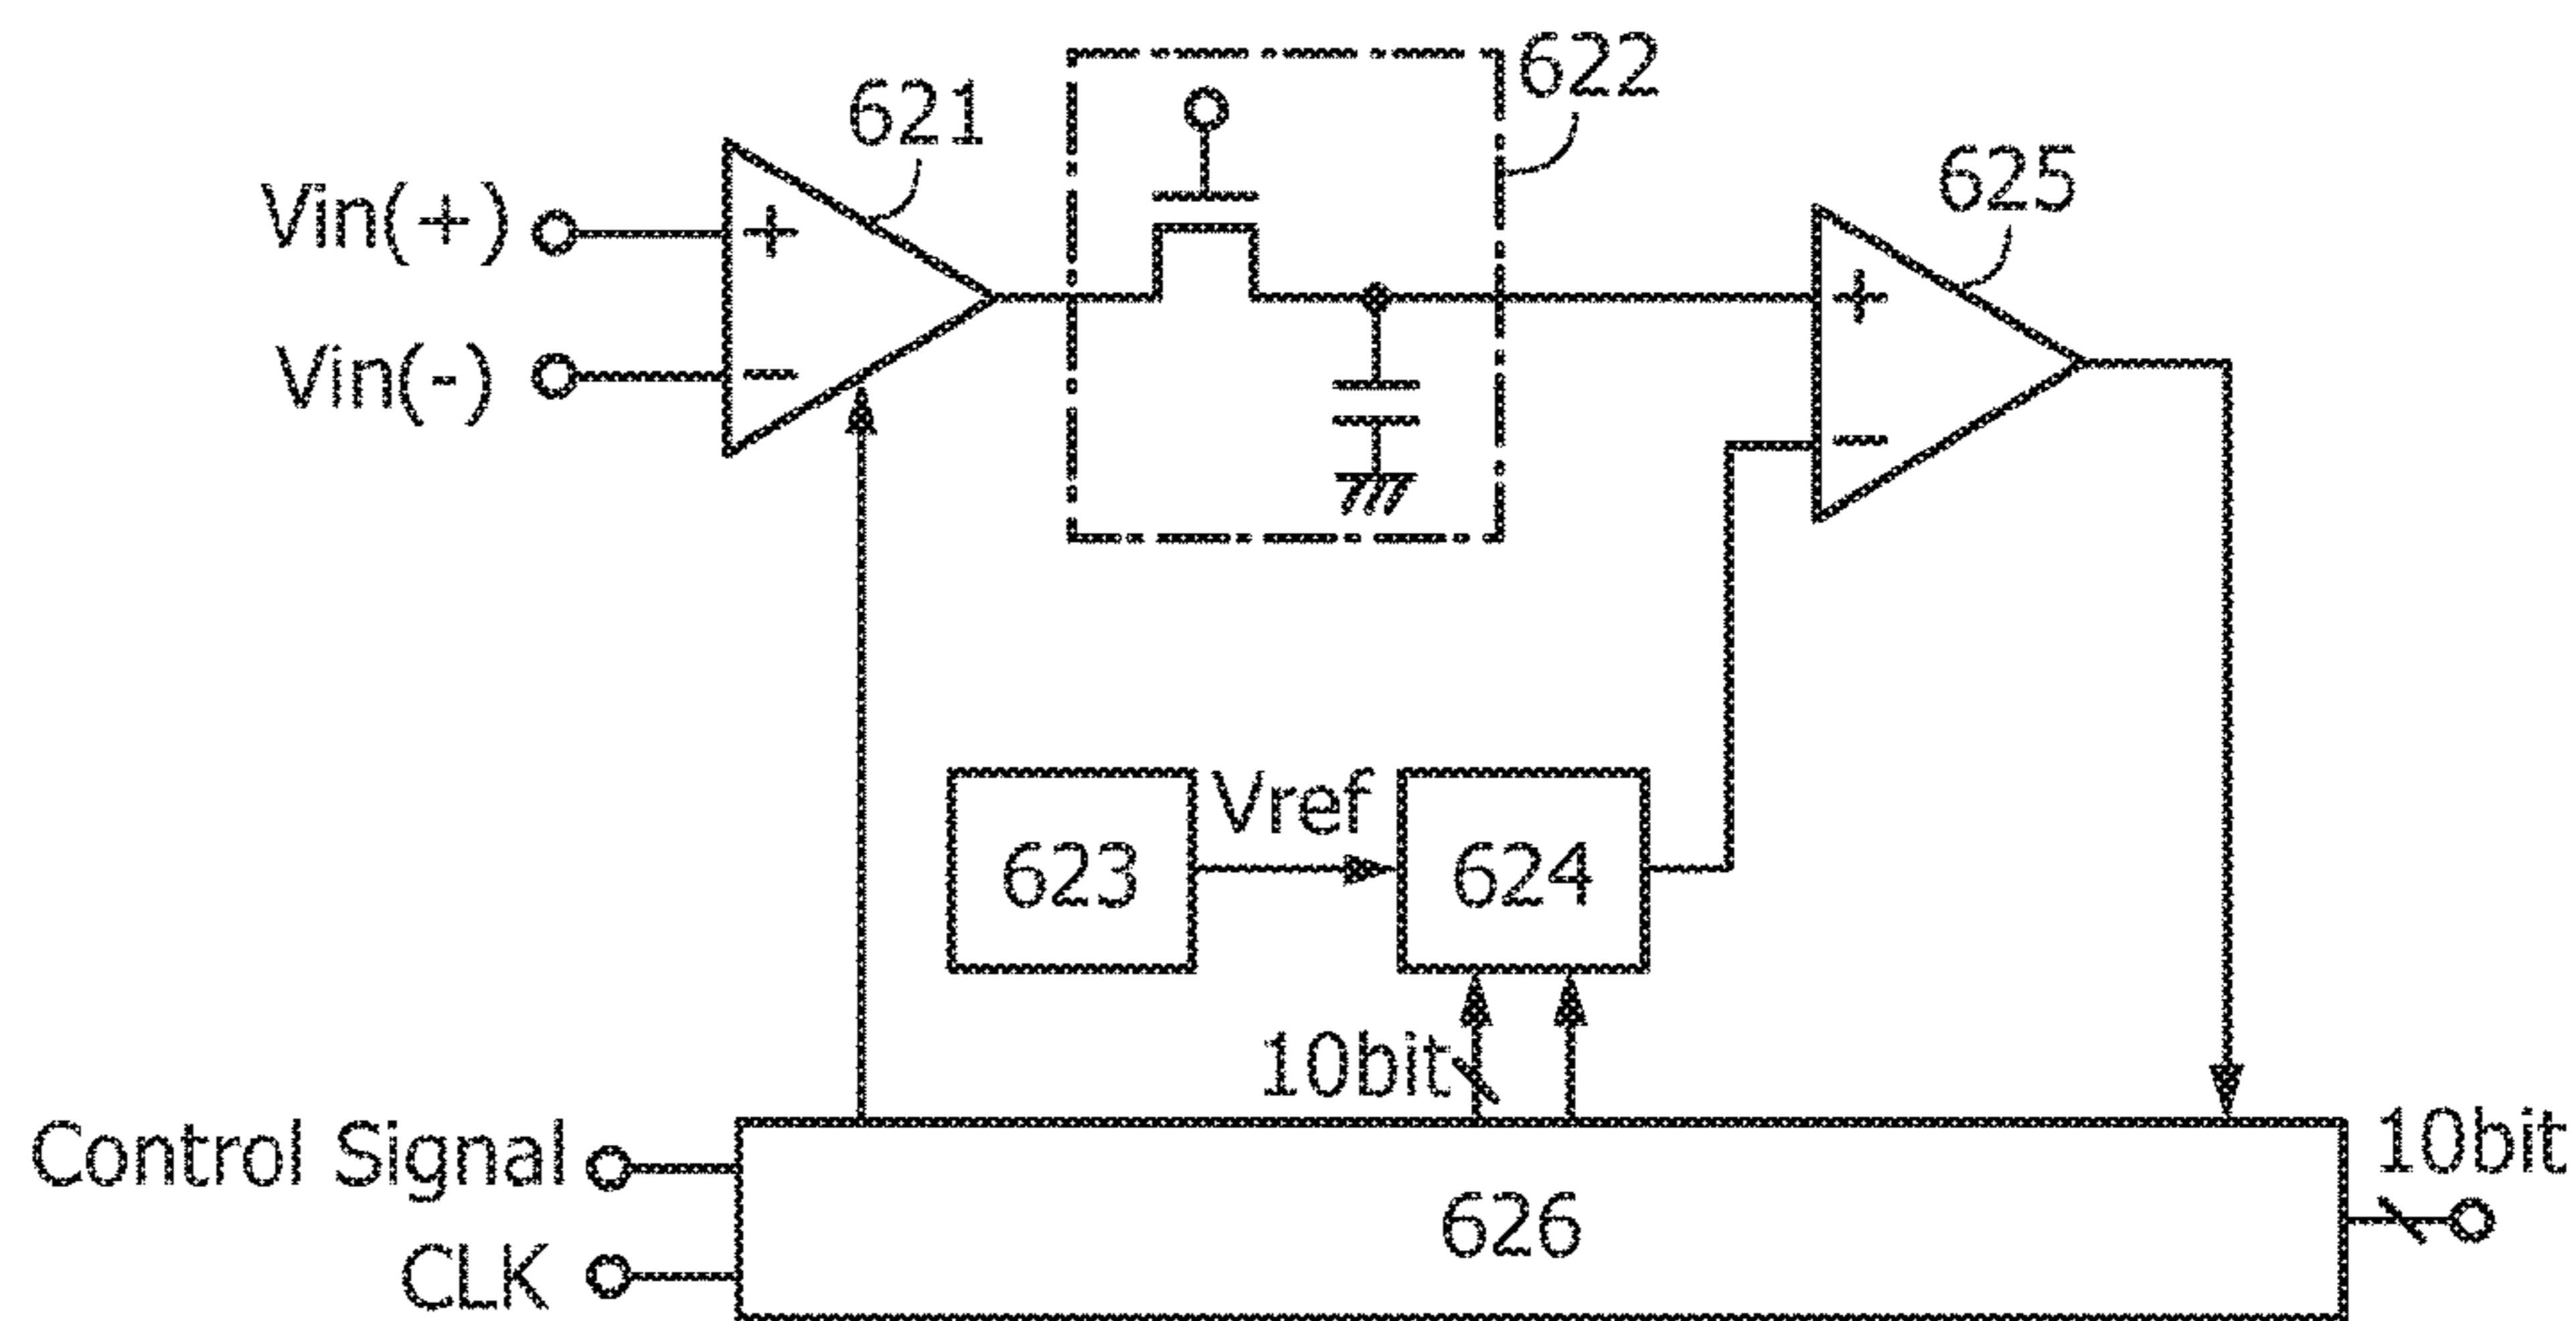 622
621
625
Vin(+)
+
+
Vin(-)
-
-
Vref
623
624
10bit
Control Signal
10bit
626
CLK